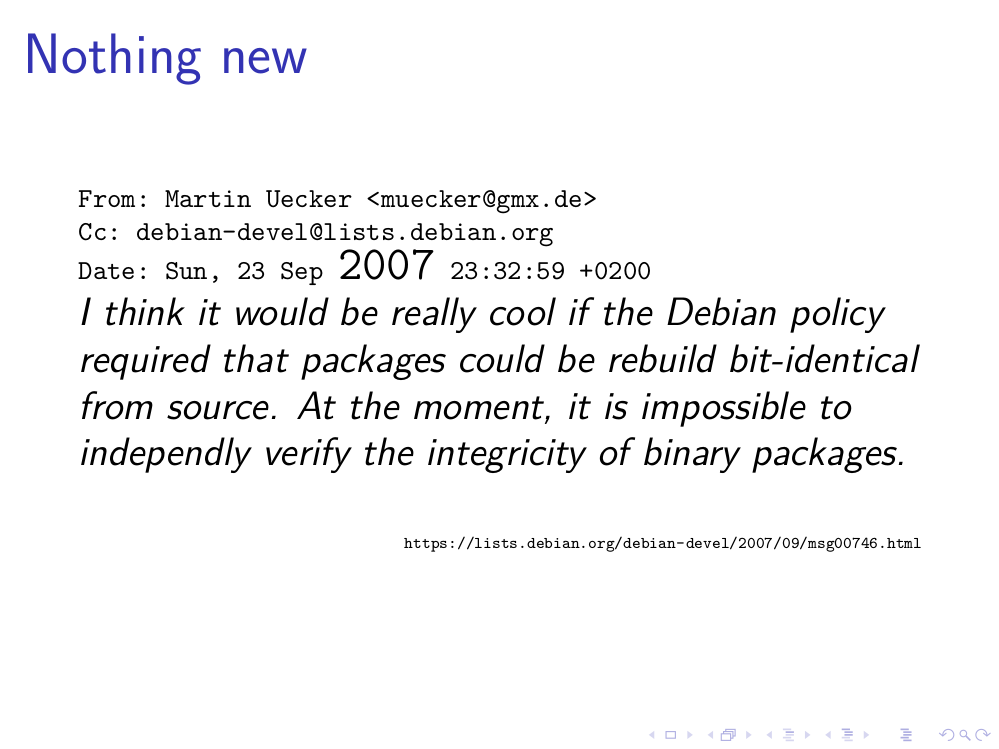 Nothing new
From: Martin Uecker <muecker@gmx.de>
Cc: debian-devel@lists.debian.org
Date: Sun, 23 Sep 2007 23:32:59 +0200
I think it would be really cool if the Debian policy
required that packages could be rebuild bit-identical
from source. At the moment, it is impossible to
independly verify the integricity of binary packages.
https://lists.debian.org/debian-devel/2007/09/msg00746.html